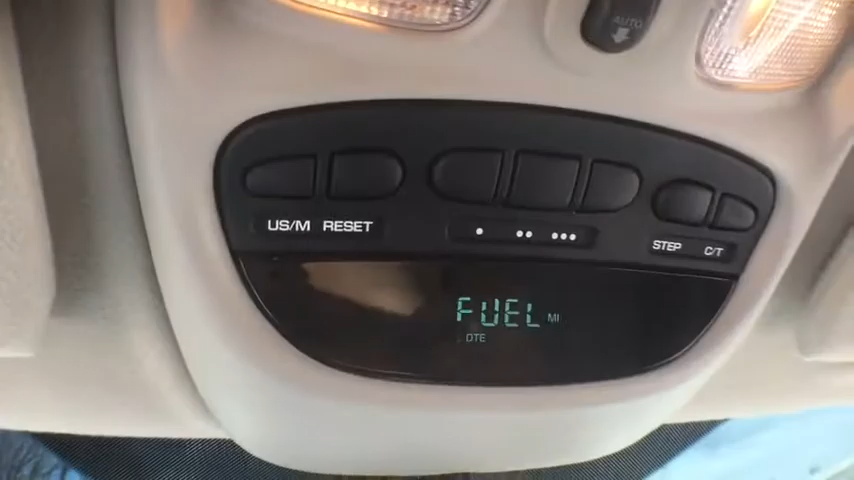 AUTO
US/M RESET
• •• •••
STEP C/T
FUEL MI
DTE